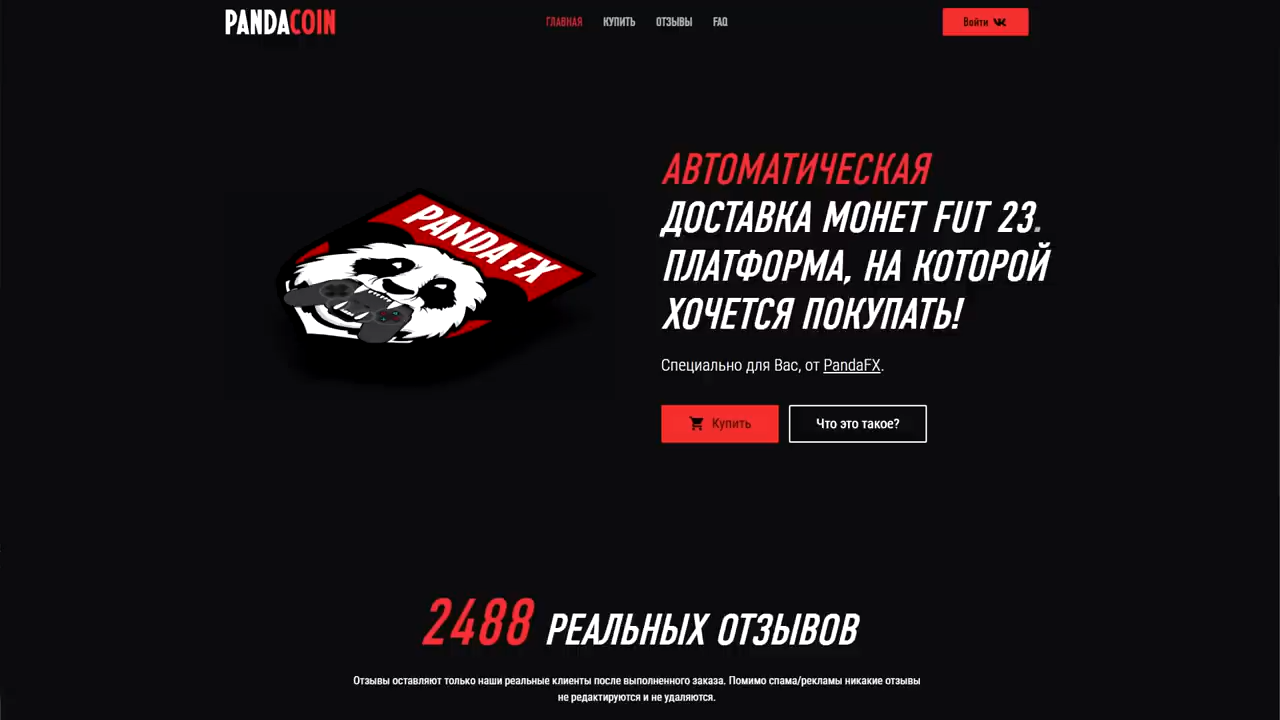 PANDACOIN
ГЛАВНАЯ
КУПИТЬ
ОТЗЫВЫ
FAQ
Войти
PANDA FX
АВТОМАТИЧЕСКАЯ
ДОСТАВКА МОНЕТ FUT 23.
ПЛАТФОРМА, НА КОТОРОЙ
ХОЧЕТСЯ ПОКУПАТЬ!
Специально для Вас, от PandaFX.
Купить
Что это такое?
2488 РЕАЛЬНЫХ ОТЗЫВОВ
Отзывы оставляют только наши реальные клиенты после выполненного заказа. Помимо спама/рекламы никакие отзывы
не редактируются и не удаляются.